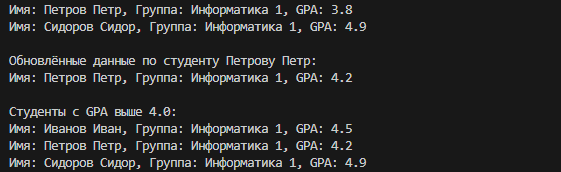 Имя: Петров Петр, Группа: Информатика 1, GPA: 3.8
Имя: Сидоров Сидор, Группа: Информатика 1, GPA: 4.9
Обновлённые данные по студенту Петрову Петр:
Имя: Петров Петр, Группа: Информатика 1, GPA: 4.2
Студенты с GPA выше 4.0:
Имя: Иванов Иван, Группа: Информатика 1, GPA: 4.5
Имя: Петров Петр, Группа: Информатика 1, GPA: 4.2
Имя: Сидоров Сидор, Группа: Информатика 1, GPA: 4.9